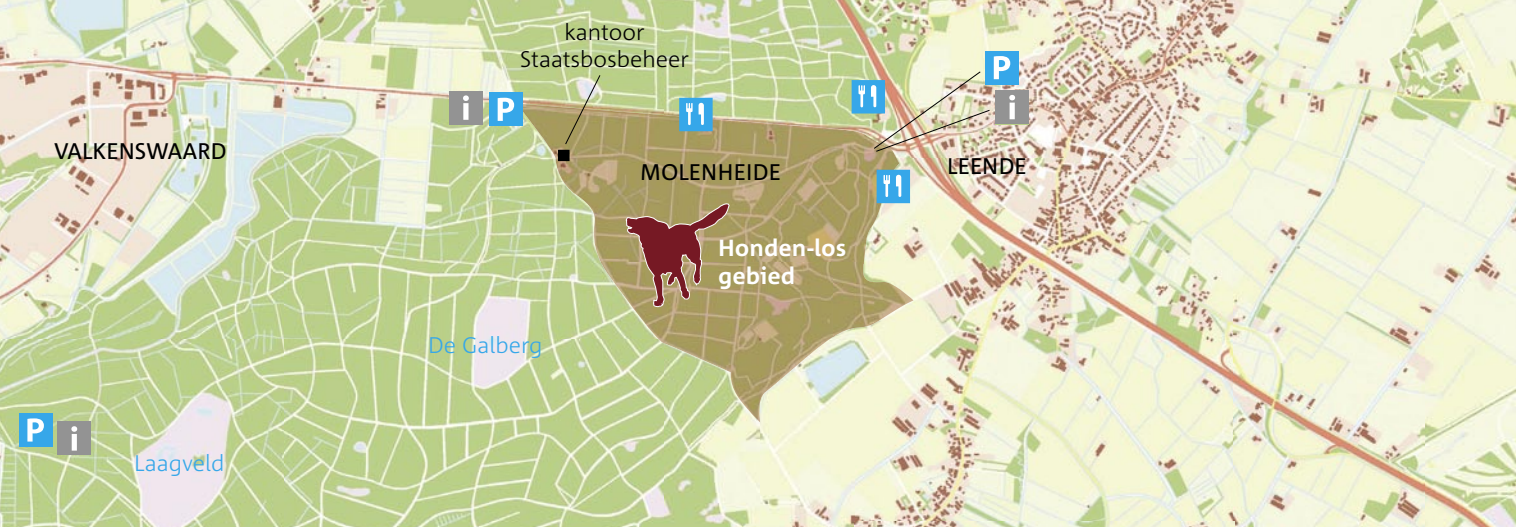 kantoor
Staatsbosbeheer
P
i
i P
VALKENSWAARD
MOLENHEIDE
LEENDE
Honden-los
gebied
De Galberg
P
i
Laagveld